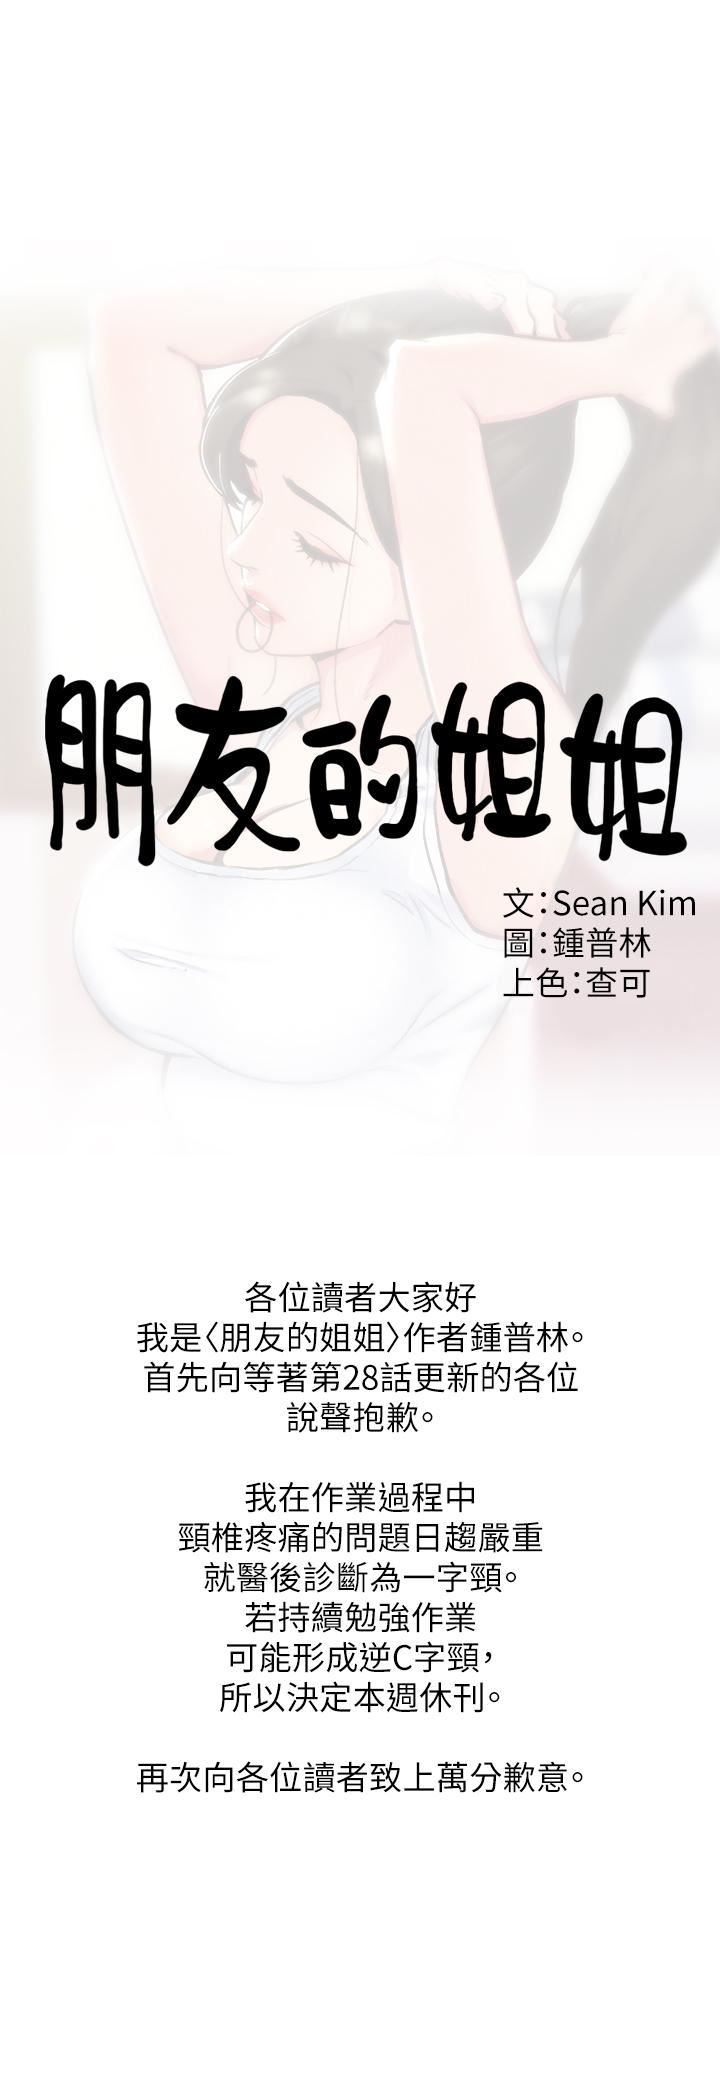 朋友的姐姐
文：Sean Kim
圖：鍾普林
上色：查可
各位讀者大家好
我是〈朋友的姐姐〉作者鍾普林。
首先向等著第28話更新的各位
說聲抱歉。
我在作業過程中
頸椎疼痛的問題日趨嚴重
就醫後診斷為一字頸。
若持續勉強作業
可能形成逆C字頸，
所以決定本週休刊。
再次向各位讀者致上萬分歉意。